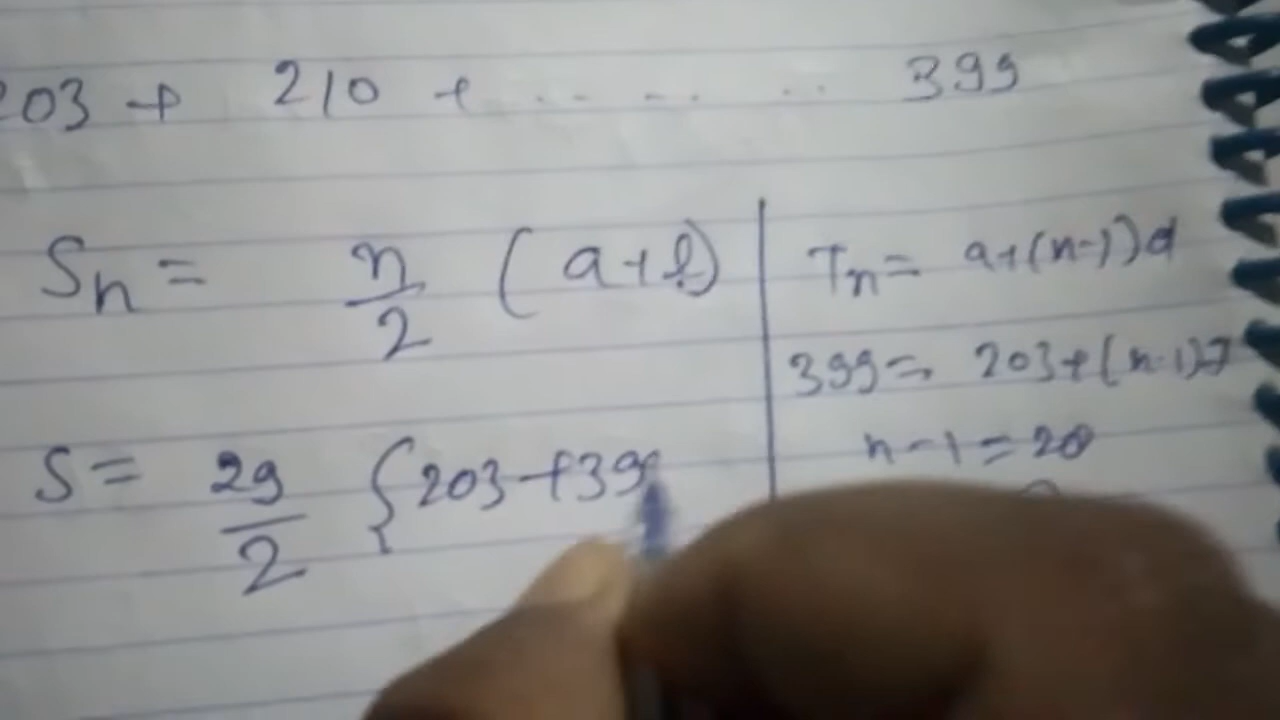 203 + 210 + ........ 399
Sn = n/2 (a+l)
S = 29/2 {203+399
Tn = a+(n-1)d
399 = 203+(n-1)7
n-1 = 28